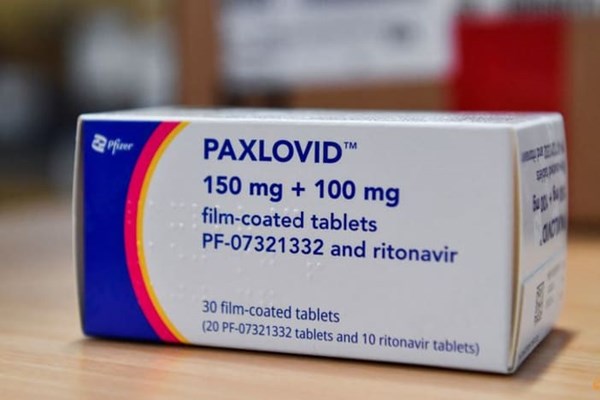 Pfizer
PAXLOVID™
150 mg + 100 mg
film-coated tablets
PF-07321332 and ritonavir
30 film-coated tablets
(20 PF-07321332 tablets and 10 ritonavir tablets)